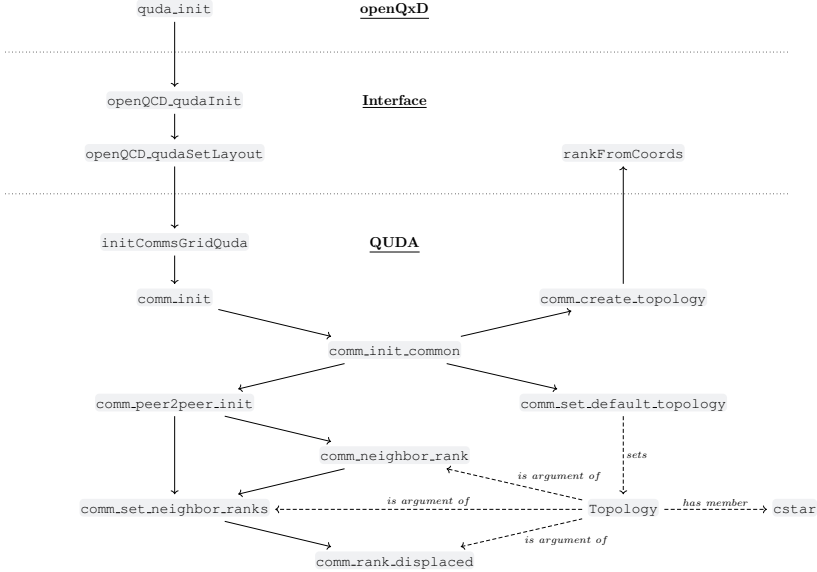 quda_init openQxD
openQCD_qudaInit Interface
openQCD_qudaSetLayout rankFromCoords
initCommsGridQuda QUDA
comm_init comm_create_topology
comm_init_common
comm_peer2peer_init comm_set_default_topology
comm_neighbor_rank sets
is argument of
comm_set_neighbor_ranks is argument of Topology has member cstar
is argument of
comm_rank_displaced